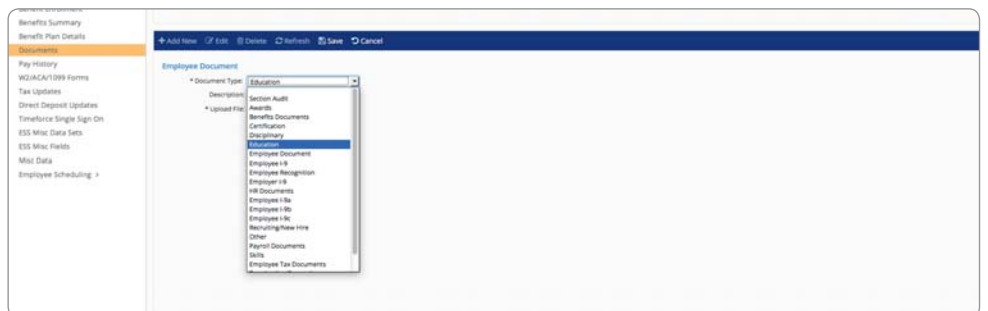 Benefits Summary
Benefit Plan Details
Documents
Pay History
W2/ACA/1099 Forms
Tax Updates
Direct Deposit Updates
Timeforce Single Sign On
ESS Misc Data Sets
ESS Misc Fields
Misc Data
Employee Scheduling >
Add New Edit Delete Refresh Save Cancel
Employee Document
* Document Type: Education
Description:
* Upload File:
Section Audit
Awards
Benefits Documents
Certification
Disciplinary
Education
Employee Document
Employee I-9
Employee Recognition
Employer I-9
HR Documents
Employee I-9a
Employee I-9b
Employee I-9c
Recruiting/New Hire
Other
Payroll Documents
Skills
Employee Tax Documents